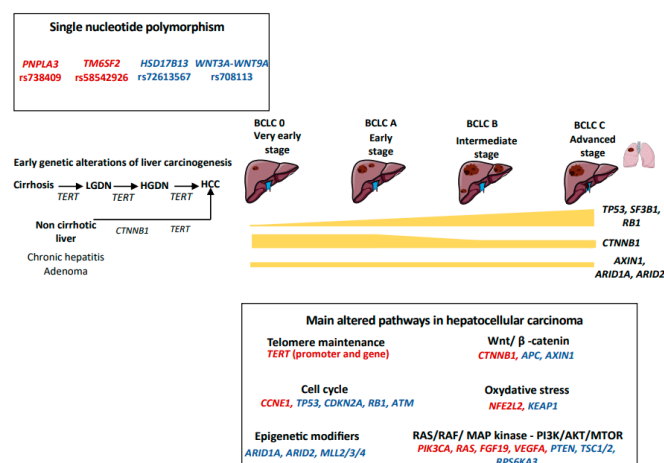 Single nucleotide polymorphism
PNPLA3 TM6SF2 HSD17B13 WNT3A-WNT9A
rs738409 rs58542926 rs72613567 rs708113
BCLC 0
Very early
stage
BCLC A
Early
stage
BCLC B
Intermediate
stage
BCLC C
Advanced
stage
Early genetic alterations of liver carcinogenesis
Cirrhosis LGDN HGDN HCC
TERT TERT TERT
Non cirrhotic
liver
CTNNB1 TERT
Chronic hepatitis
Adenoma
TP53, SF3B1,
RB1
CTNNB1
AXIN1,
ARID1A, ARID2
Main altered pathways in hepatocellular carcinoma
Telomere maintenance
TERT (promoter and gene)
Wnt/ β -catenin
CTNNB1, APC, AXIN1
Cell cycle
CCNE1, TP53, CDKN2A, RB1, ATM
Oxydative stress
NFE2L2, KEAP1
Epigenetic modifiers
ARID1A, ARID2, MLL2/3/4
RAS/RAF/ MAP kinase - PI3K/AKT/MTOR
PIK3CA, RAS, FGF19, VEGFA, PTEN, TSC1/2,
RPS6KA3